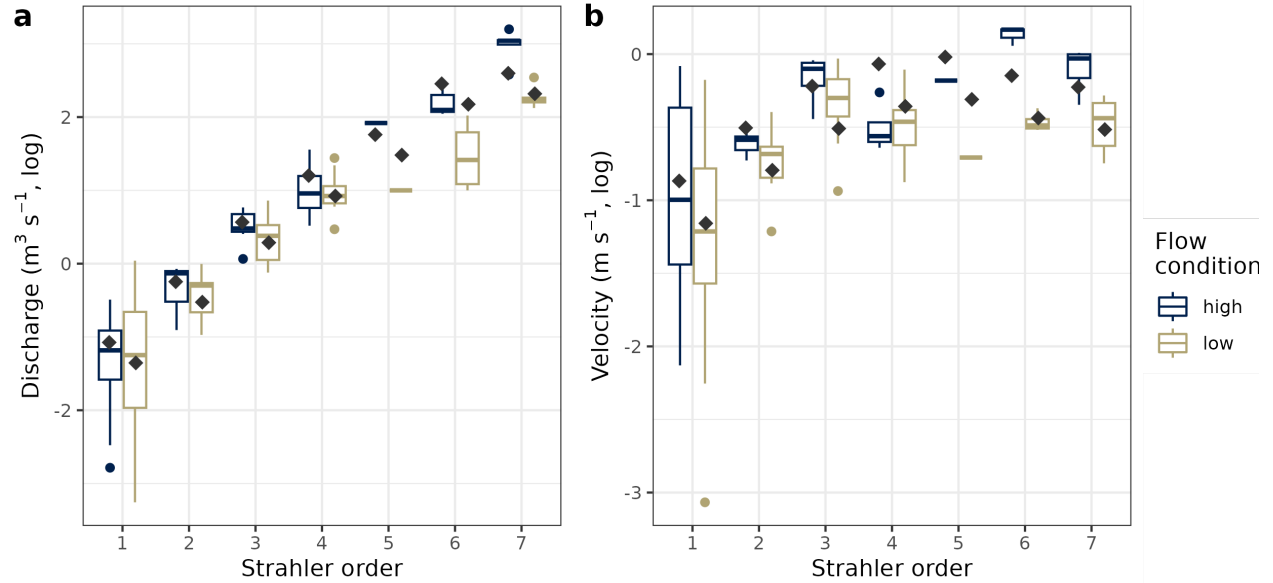 a
Discharge (m³ s⁻¹, log)
2
0
-2
1 2 3 4 5 6 7
Strahler order
b
Velocity (m s⁻¹, log)
0
-1
-2
-3
1 2 3 4 5 6 7
Strahler order
Flow
condition
high
low